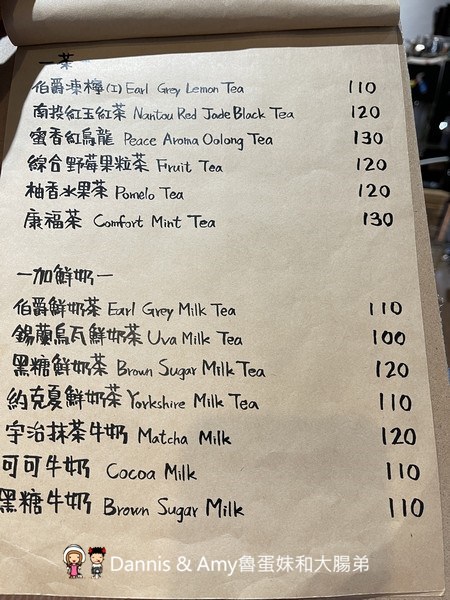 一茶一
伯爵凍檸(I) Earl Grey Lemon Tea 110
南投紅玉紅茶 Nantou Red Jade Black Tea 120
蜜香紅烏龍 Peace Aroma Oolong Tea 130
綜合野莓果粒茶 Fruit Tea 120
柚香水果茶 Pomelo Tea 120
康福茶 Comfort Mint Tea 130
一加鮮奶一
伯爵鮮奶茶 Earl Grey Milk Tea 110
錫蘭烏瓦鮮奶茶 Uva Milk Tea 100
黑糖鮮奶茶 Brown Sugar Milk Tea 120
約克夏鮮奶茶 Yorkshire Milk Tea 110
宇治抹茶牛奶 Matcha Milk 120
可可牛奶 Cocoa Milk 110
黑糖牛奶 Brown Sugar Milk 110
Dannis & Amy魯蛋妹和大腸弟